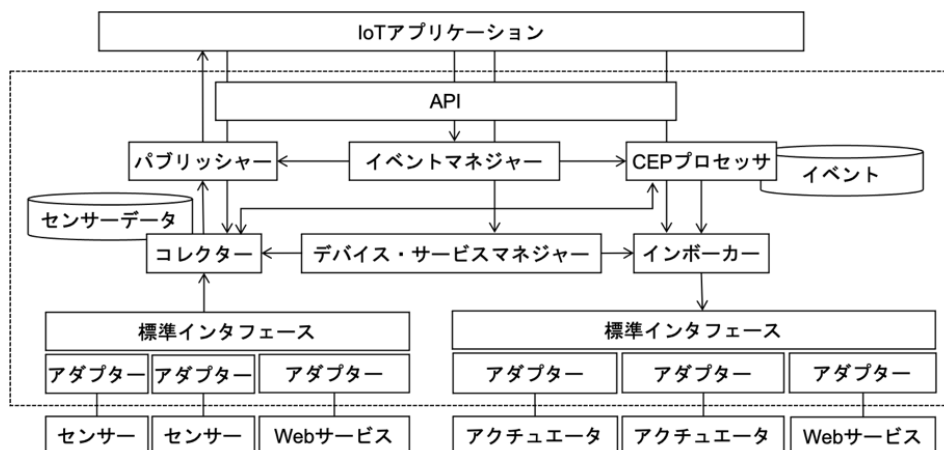 IoTアプリケーション
API
パブリッシャー
イベントマネジャー
CEPプロセッサ
イベント
センサーデータ
コレクター
デバイス・サービスマネジャー
インボーカー
標準インタフェース
標準インタフェース
アダプター
アダプター
アダプター
アダプター
アダプター
アダプター
センサー
センサー
Webサービス
アクチュエータ
アクチュエータ
Webサービス